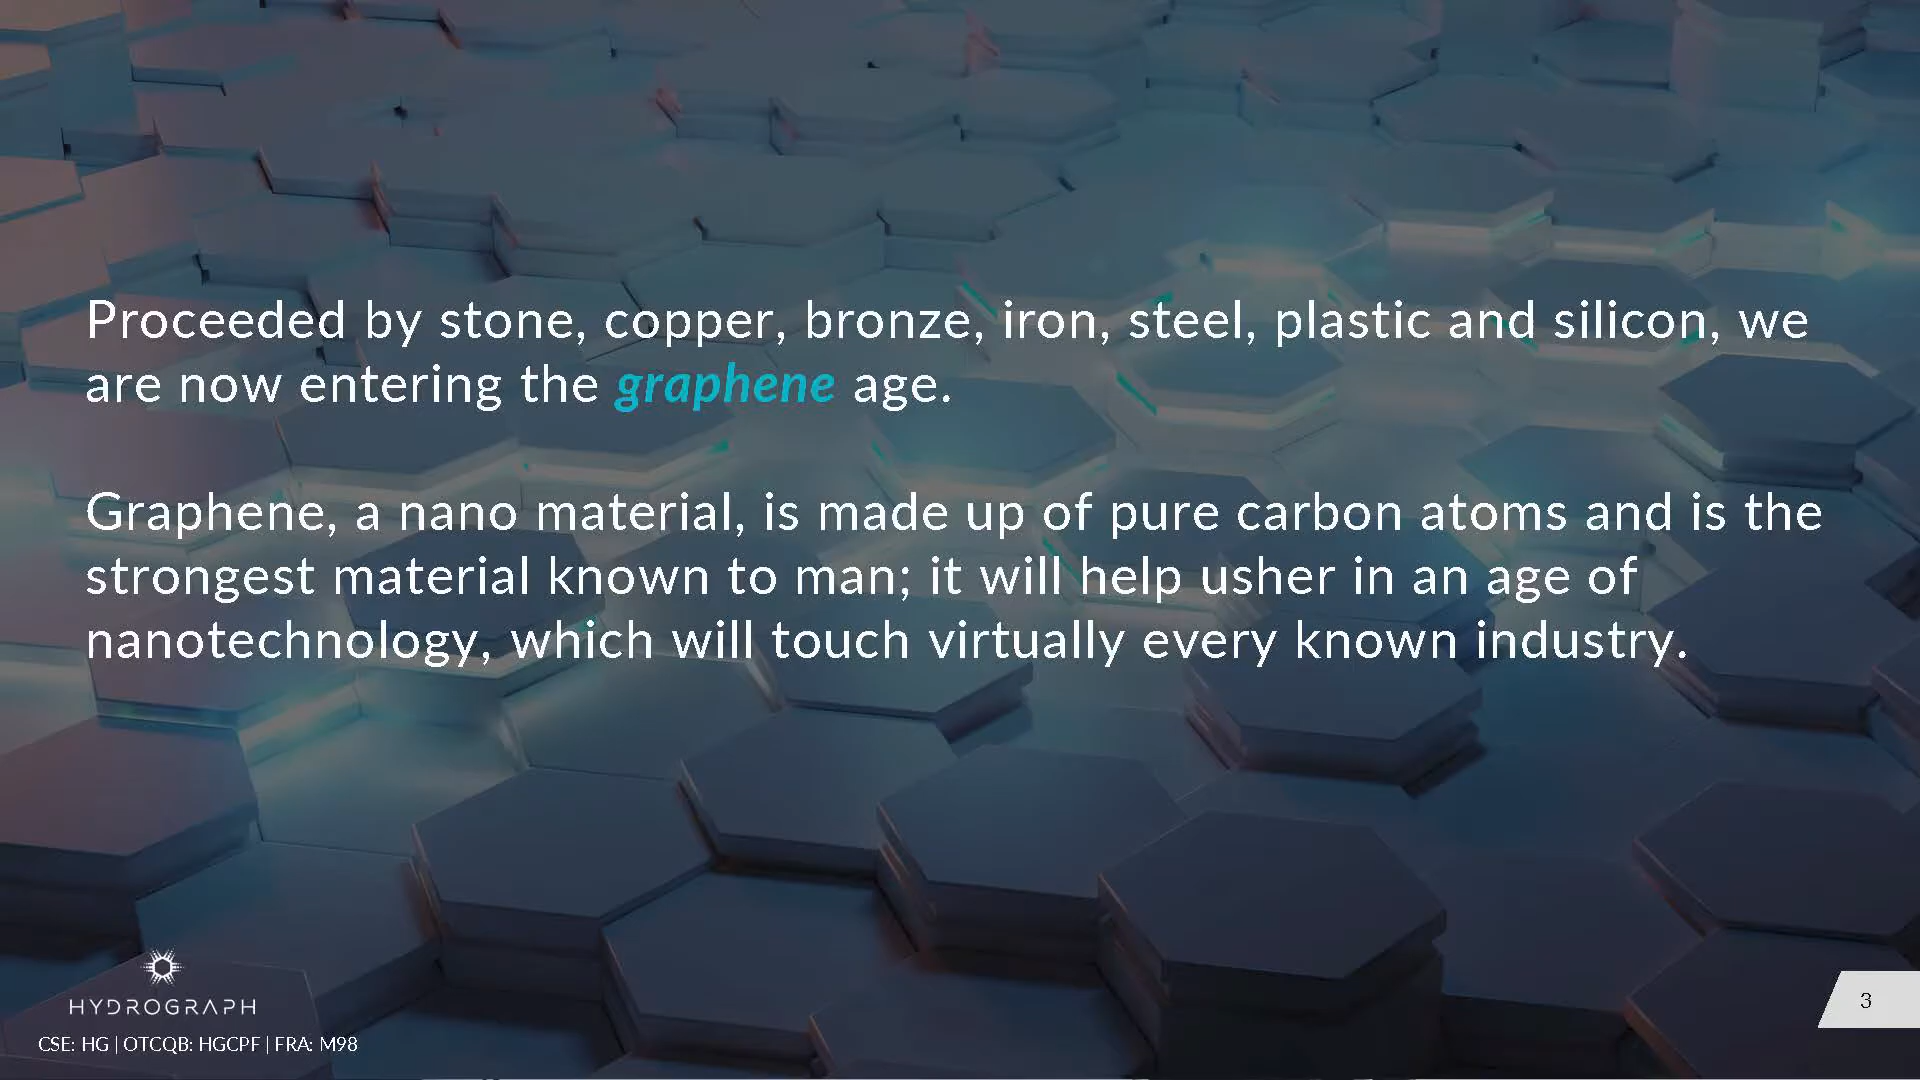 Proceeded by stone, copper, bronze, iron, steel, plastic and silicon, we
are now entering the graphene age.
Graphene, a nano material, is made up of pure carbon atoms and is the
strongest material known to man; it will help usher in an age of
nanotechnology, which will touch virtually every known industry.
HYDROGRAPH
CSE: HG | OTCQB: HGCPF | FRA: M98
3